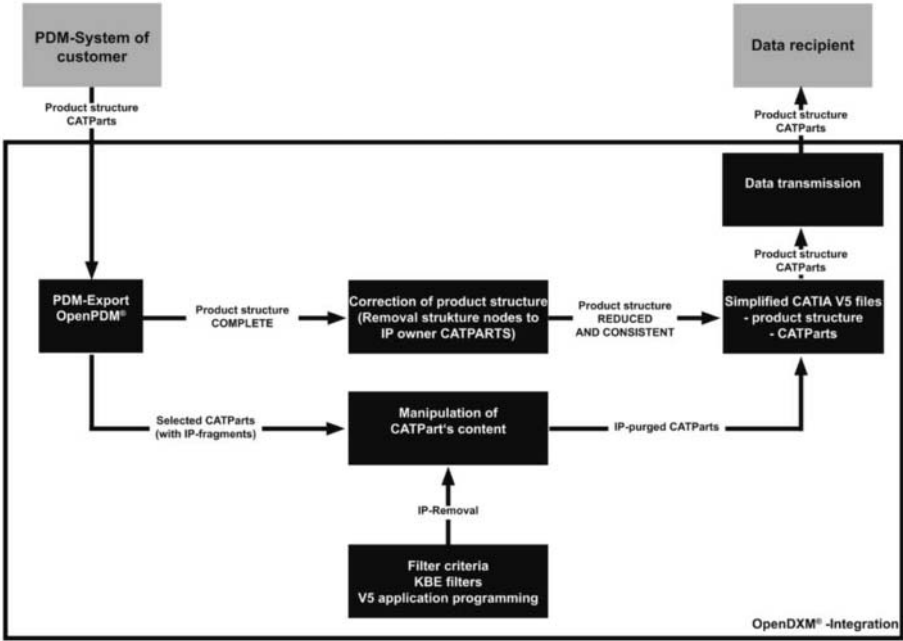 PDM-System of
customer
Data recipient
Product structure
CATParts
Product structure
CATParts
Data transmission
Product structure
CATParts
PDM-Export
OpenPDM®
Product structure
COMPLETE
Correction of product structure
(Removal strukture nodes to
IP owner CATPARTS)
Product structure
REDUCED
AND CONSISTENT
Simplified CATIA V5 files
- product structure
- CATParts
Selected CATParts
(with IP-fragments)
Manipulation of
CATPart's content
IP-purged CATParts
IP-Removal
Filter criteria
KBE filters
V5 application programming
OpenDXM® -Integration